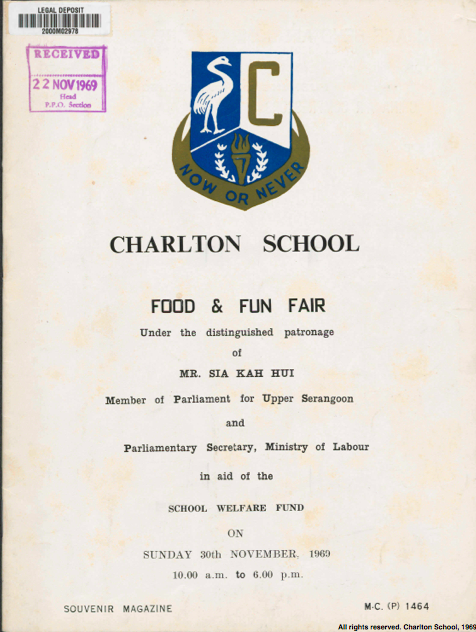 LEGAL DEPOSIT
2000M02978
RECEIVED
22 NOV 1969
Head
P.P.O. Section
C
NOW OR NEVER
CHARLTON SCHOOL
FOOD & FUN FAIR
Under the distinguished patronage
of
MR. SIA KAH HUI
Member of Parliament for Upper Serangoon
and
Parliamentary Secretary, Ministry of Labour
in aid of the
SCHOOL WELFARE FUND
ON
SUNDAY 30th NOVEMBER, 1969
10.00 a.m. to 6.00 p.m.
SOUVENIR MAGAZINE
M.C. (P) 1464
All rights reserved. Charlton School, 1969